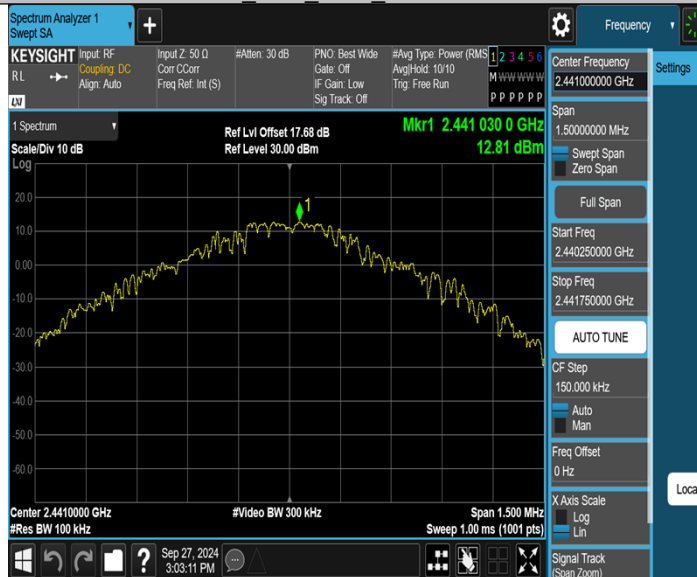 Spectrum Analyzer 1
Swept SA
+
Frequency
KEYSIGHT
RL
LXI
Input: RF
Coupling: DC
Align: Auto
Input Z: 50 Ω
Corr CCorr
Freq Ref: Int (S)
#Atten: 30 dB
PNO: Best Wide
Gate: Off
IF Gain: Low
Sig Track: Off
#Avg Type: Power (RMS
Avg|Hold: 10/10
Trig: Free Run
1 2 3 4 5 6
M W W W W W
P P P P P P
1 Spectrum
Scale/Div 10 dB
Log
Ref Lvl Offset 17.68 dB
Ref Level 30.00 dBm
Mkr1 2.441 030 0 GHz
12.81 dBm
1
20.0
10.0
0.00
-10.0
-20.0
-30.0
-40.0
-50.0
-60.0
Center 2.4410000 GHz
#Res BW 100 kHz
#Video BW 300 kHz
Span 1.500 MHz
Sweep 1.00 ms (1001 pts)
?
Sep 27, 2024
3:03:11 PM
Center Frequency
2.441000000 GHz
Span
1.50000000 MHz
Swept Span
Zero Span
Full Span
Start Freq
2.440250000 GHz
Stop Freq
2.441750000 GHz
AUTO TUNE
CF Step
150.000 kHz
Auto
Man
Freq Offset
0 Hz
X Axis Scale
Log
Lin
Signal Track
(Span Zoom)
Settings
Loca